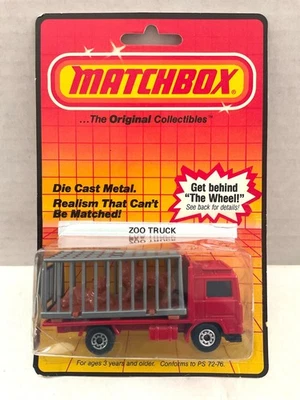 MATCHBOX
...The Original Collectibles™
Die Cast Metal.
Realism That Can't
Be Matched!
Get behind
"The Wheel!"
See back for details!
ZOO TRUCK
For ages 3 years and older. Conforms to PS 72-76.